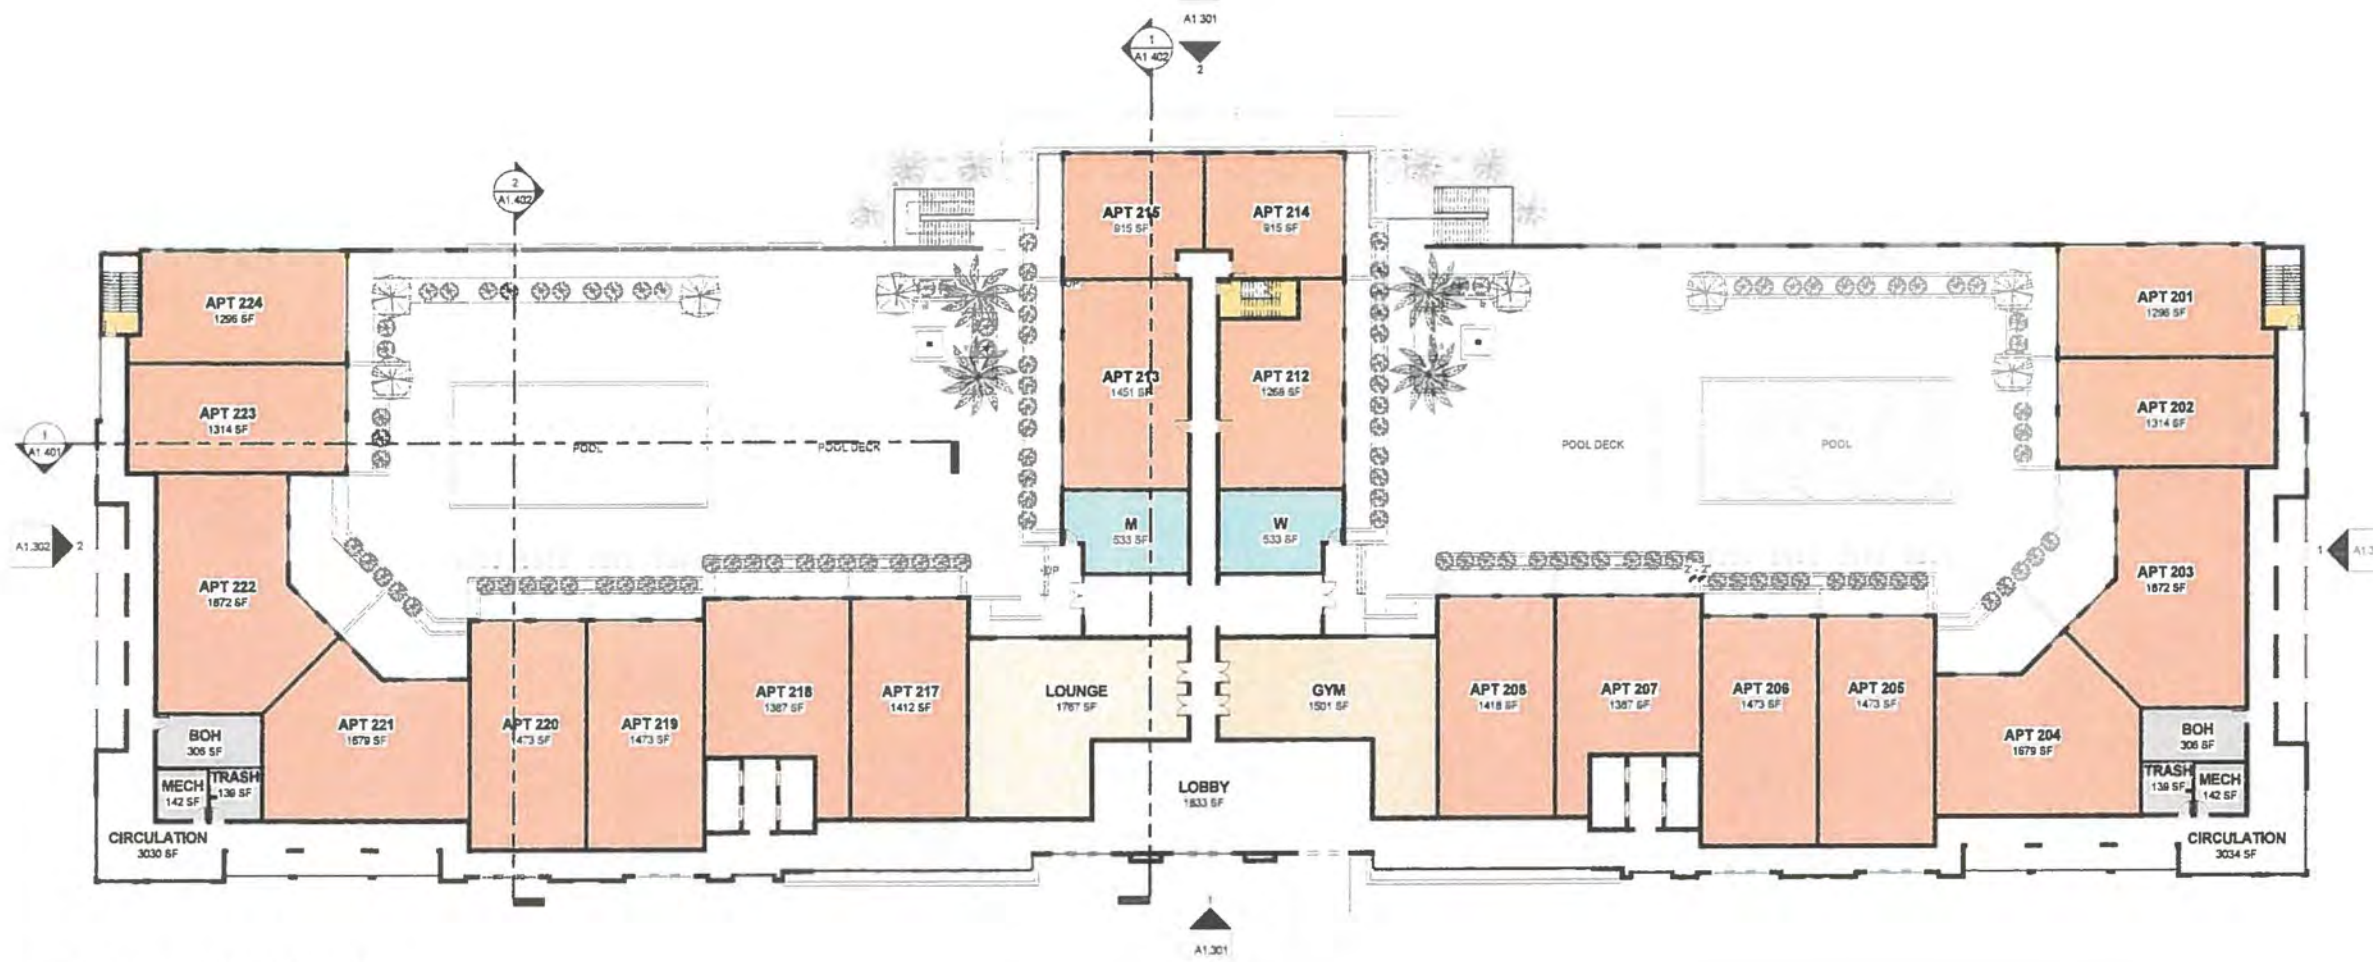 A1.301
1
A1.402
2
2
A1.402
APT 215
915 SF
APT 214
915 SF
APT 224
1296 SF
APT 201
1296 SF
APT 213
1451 SF
APT 212
1268 SF
APT 223
1314 SF
APT 202
1314 SF
1
A1.401
POOL
POOL DECK
POOL DECK
POOL
M
533 SF
W
533 SF
A1.302
2
1
UP
2' - 2"
APT 222
1872 SF
APT 203
1872 SF
APT 221
1679 SF
APT 220
1473 SF
APT 219
1473 SF
APT 218
1387 SF
APT 217
1412 SF
LOUNGE
1767 SF
GYM
1501 SF
APT 208
1418 SF
APT 207
1387 SF
APT 206
1473 SF
APT 205
1473 SF
APT 204
1679 SF
BOH
306 SF
BOH
306 SF
MECH
142 SF
TRASH
139 SF
LOBBY
1833 SF
TRASH
139 SF
MECH
142 SF
CIRCULATION
3030 SF
CIRCULATION
3034 SF
1
A1.301